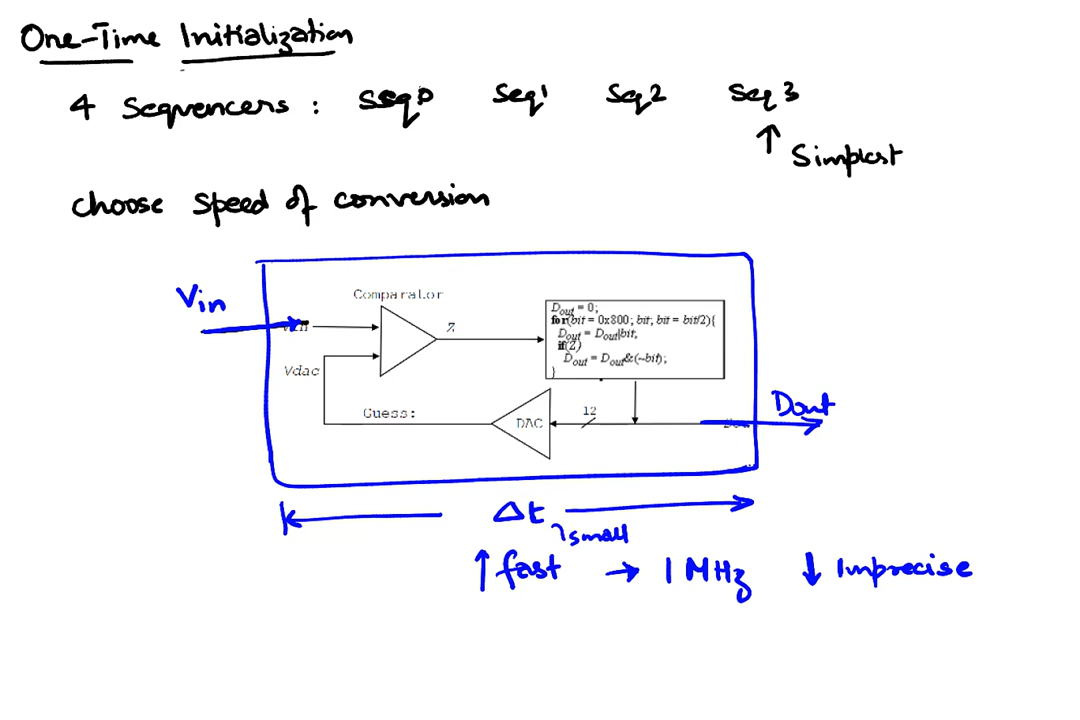 One-Time Initialization
4 Sequencers : seq0 seq1 seq2 seq3
↑ Simplest
choose speed of conversion
Vin
Comparator
Z
Dout = 0;
for(bit = 0x800; bit; bit = bit/2){
Dout = Dout|bit;
if(Z)
Dout = Dout&(~bit);
}
Vdac
Guess:
DAC
12
Dout
Δt
small
↑ fast → 1 MHz ↓ Imprecise